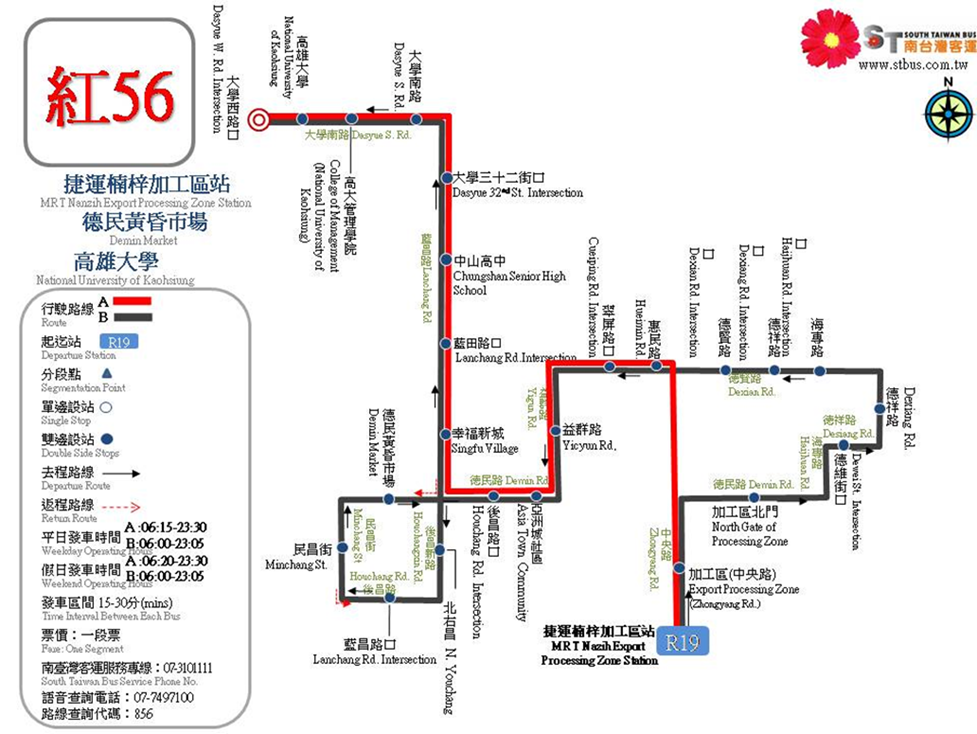 紅56
捷運楠梓加工區站
MRT Nanzih Export Processing Zone Station
德民黃昏市場
Demin Market
高雄大學
National University of Kaohsiung
行駛路線 A
Route B
起迄站 R19
Departure Station
分段點
Segmentation Point
單邊設站
Single Stop
雙邊設站
Double Side Stops
去程路線
Departure Route
返程路線
Return Route
平日發車時間 A:06:15-23:30
Weekday Operating Hours B:06:00-23:05
假日發車時間 A:06:20-23:30
Weekend Operating Hours B:06:00-23:05
發車區間 15-30分(mins)
Time Interval Between Each Bus
票價：一段票
Faxe: One Segment
南臺灣客運服務專線：07-3101111
South Taiwan Bus Service Phone No.
語音查詢電話：07-7497100
路線查詢代碼：856
SOUTH TAIWAN BUS
ST 南台灣客運
www.stbus.com.tw
N
大學西路口
Dasyue W. Rd. Intersection
高雄大學
National University
of Kaohsiung
大學南路
Dasyue S. Rd.
大學南路 Dasyue S. Rd.
高大管理學院
College of Management
(National University of
Kaohsiung)
大學三十二街口
Dasyue 32nd St. Intersection
中山高中
Chungshan Senior High
School
藍昌路 Lanchang Rd
藍田路口
Lanchang Rd.Intersection
幸福新城
Singfu Village
翠屏路口
Cueiping Rd. Intersection
惠民路
Hueimin Rd.
德賢路口
Dexian Rd. Intersection
德祥路口
Dexiang Rd. Intersection
海專路口
Haijhuan Rd. Intersection
德賢路
Dexian Rd.
德祥路
Dexiang Rd.
德祥路
Desiang Rd.
海專路
Haijhuan Rd.
德維街口
Dewei St. Intersection
益群路
Yiqun Rd.
益群路
Yicyun Rd,
德民路 Demin Rd.
德民路 Demin Rd.
加工區北門
North Gate of
Processing Zone
後昌路口
Houchang Rd. Intersection
亞洲城社區
Asia Town Community
德民黃昏市場
Demin Market
民昌街
Minchang St.
民昌街
Minchang St
後昌新路
Houchangxin Rd.
Houchang Rd.
後昌路
藍昌路口
Lanchang Rd. Intersection
北右昌 N. Youchang
中央路
Zhongyang Rd.
加工區(中央路)
Export Processing Zone
(Zhongyang Rd.)
捷運楠梓加工區站
MRT Nazih Export
Processing Zone Station
R19